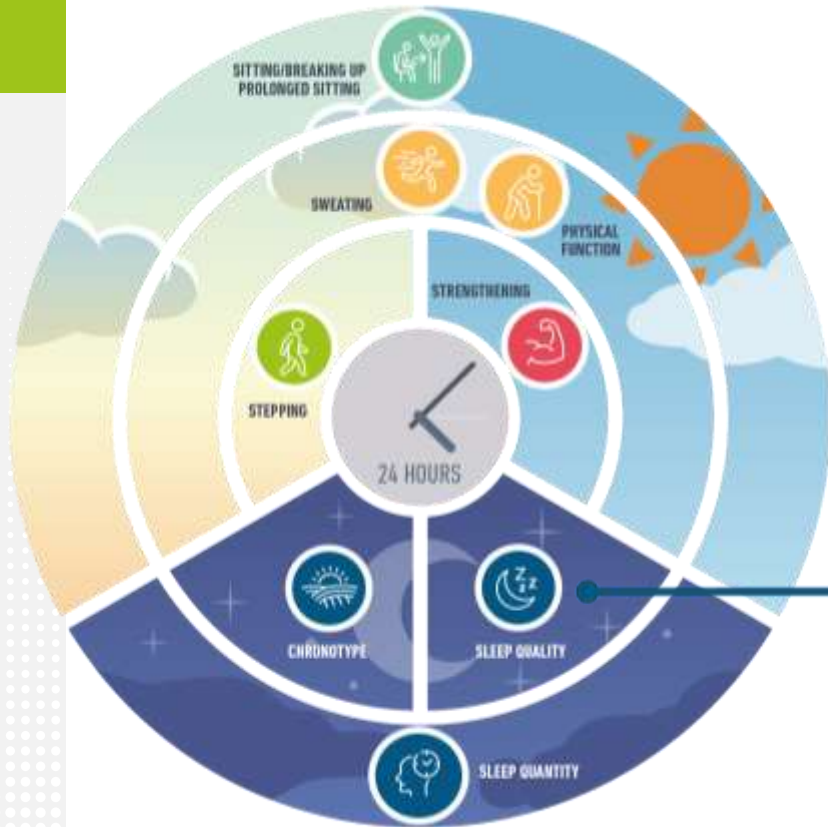 SITTING/BREAKING UP
PROLONGED SITTING
SWEATING
PHYSICAL
FUNCTION
STRENGTHENING
STEPPING
24 HOURS
CHRONOTYPE
SLEEP QUALITY
SLEEP QUANTITY